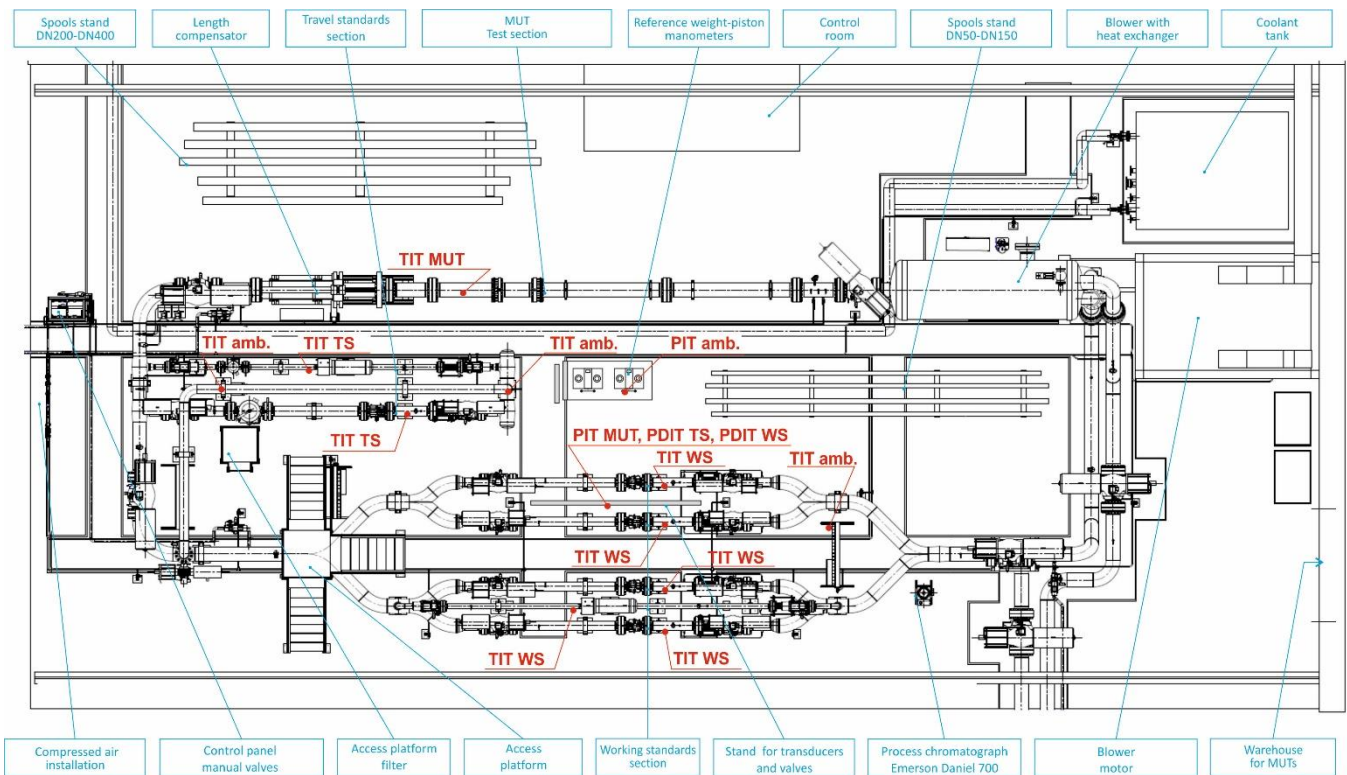 Spools stand
DN200-DN400
Length
compensator
Travel standards
section
MUT
Test section
Reference weight-piston
manometers
Control
room
Spools stand
DN50-DN150
Blower with
heat exchanger
Coolant
tank
TIT MUT
TIT amb.
TIT TS
TIT amb.
PIT amb.
TIT TS
PIT MUT, PDIT TS, PDIT WS
TIT WS
TIT amb.
TIT WS
TIT WS
TIT WS
TIT WS
Compressed air
installation
Control panel
manual valves
Access platform
filter
Access
platform
Working standards
section
Stand for transducers
and valves
Process chromatograph
Emerson Daniel 700
Blower
motor
Warehouse
for MUTs